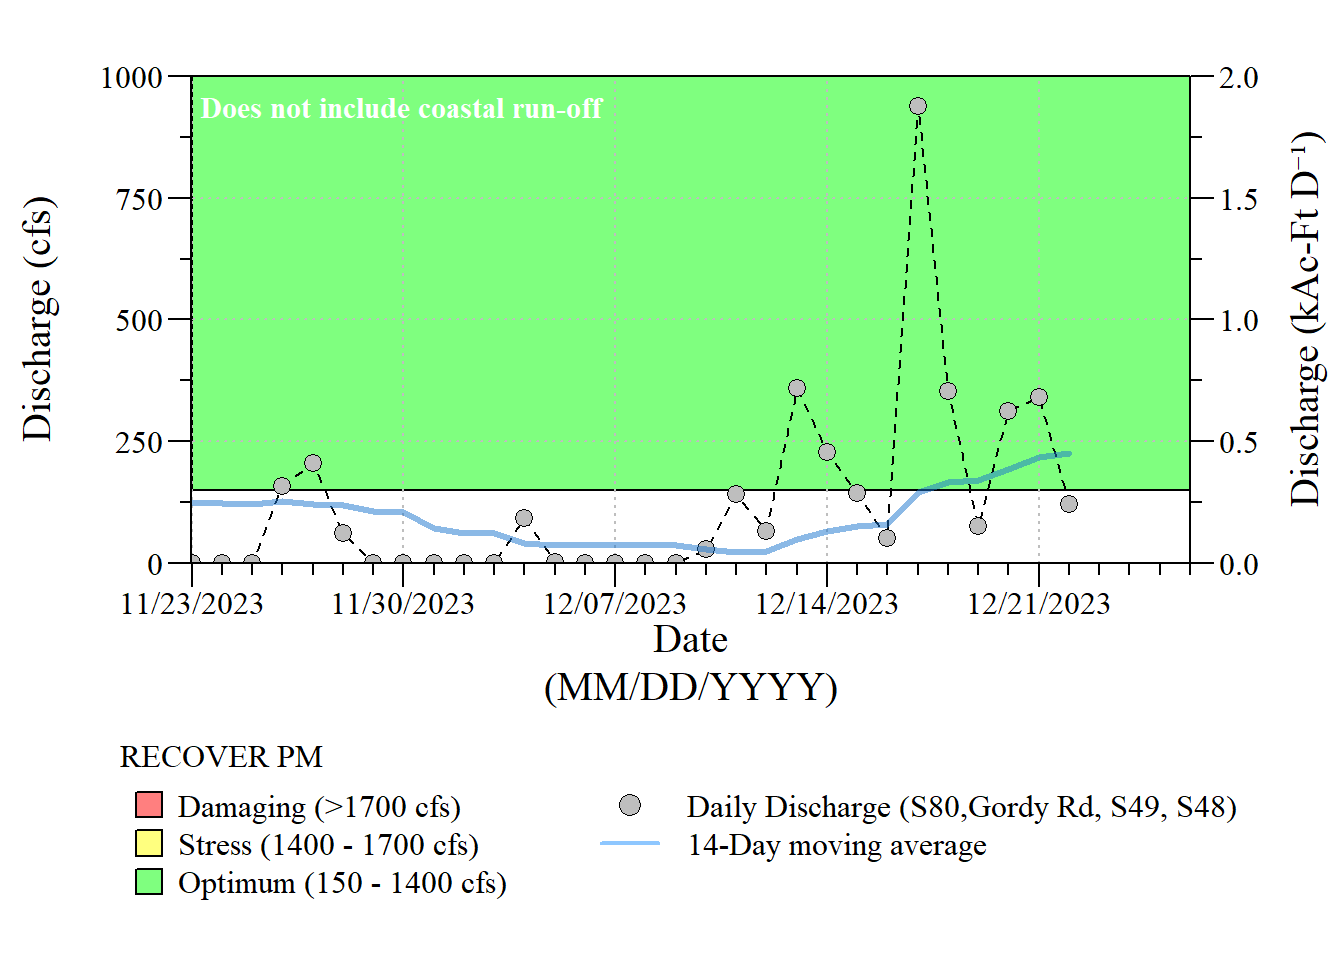 Does not include coastal run-off
1000
750
500
250
0
Discharge (cfs)
2.0
1.5
1.0
0.5
0.0
Discharge (kAc-Ft D⁻¹)
11/23/2023 11/30/2023 12/07/2023 12/14/2023 12/21/2023
Date
(MM/DD/YYYY)
RECOVER PM
Damaging (>1700 cfs)
Stress (1400 - 1700 cfs)
Optimum (150 - 1400 cfs)
Daily Discharge (S80,Gordy Rd, S49, S48)
14-Day moving average